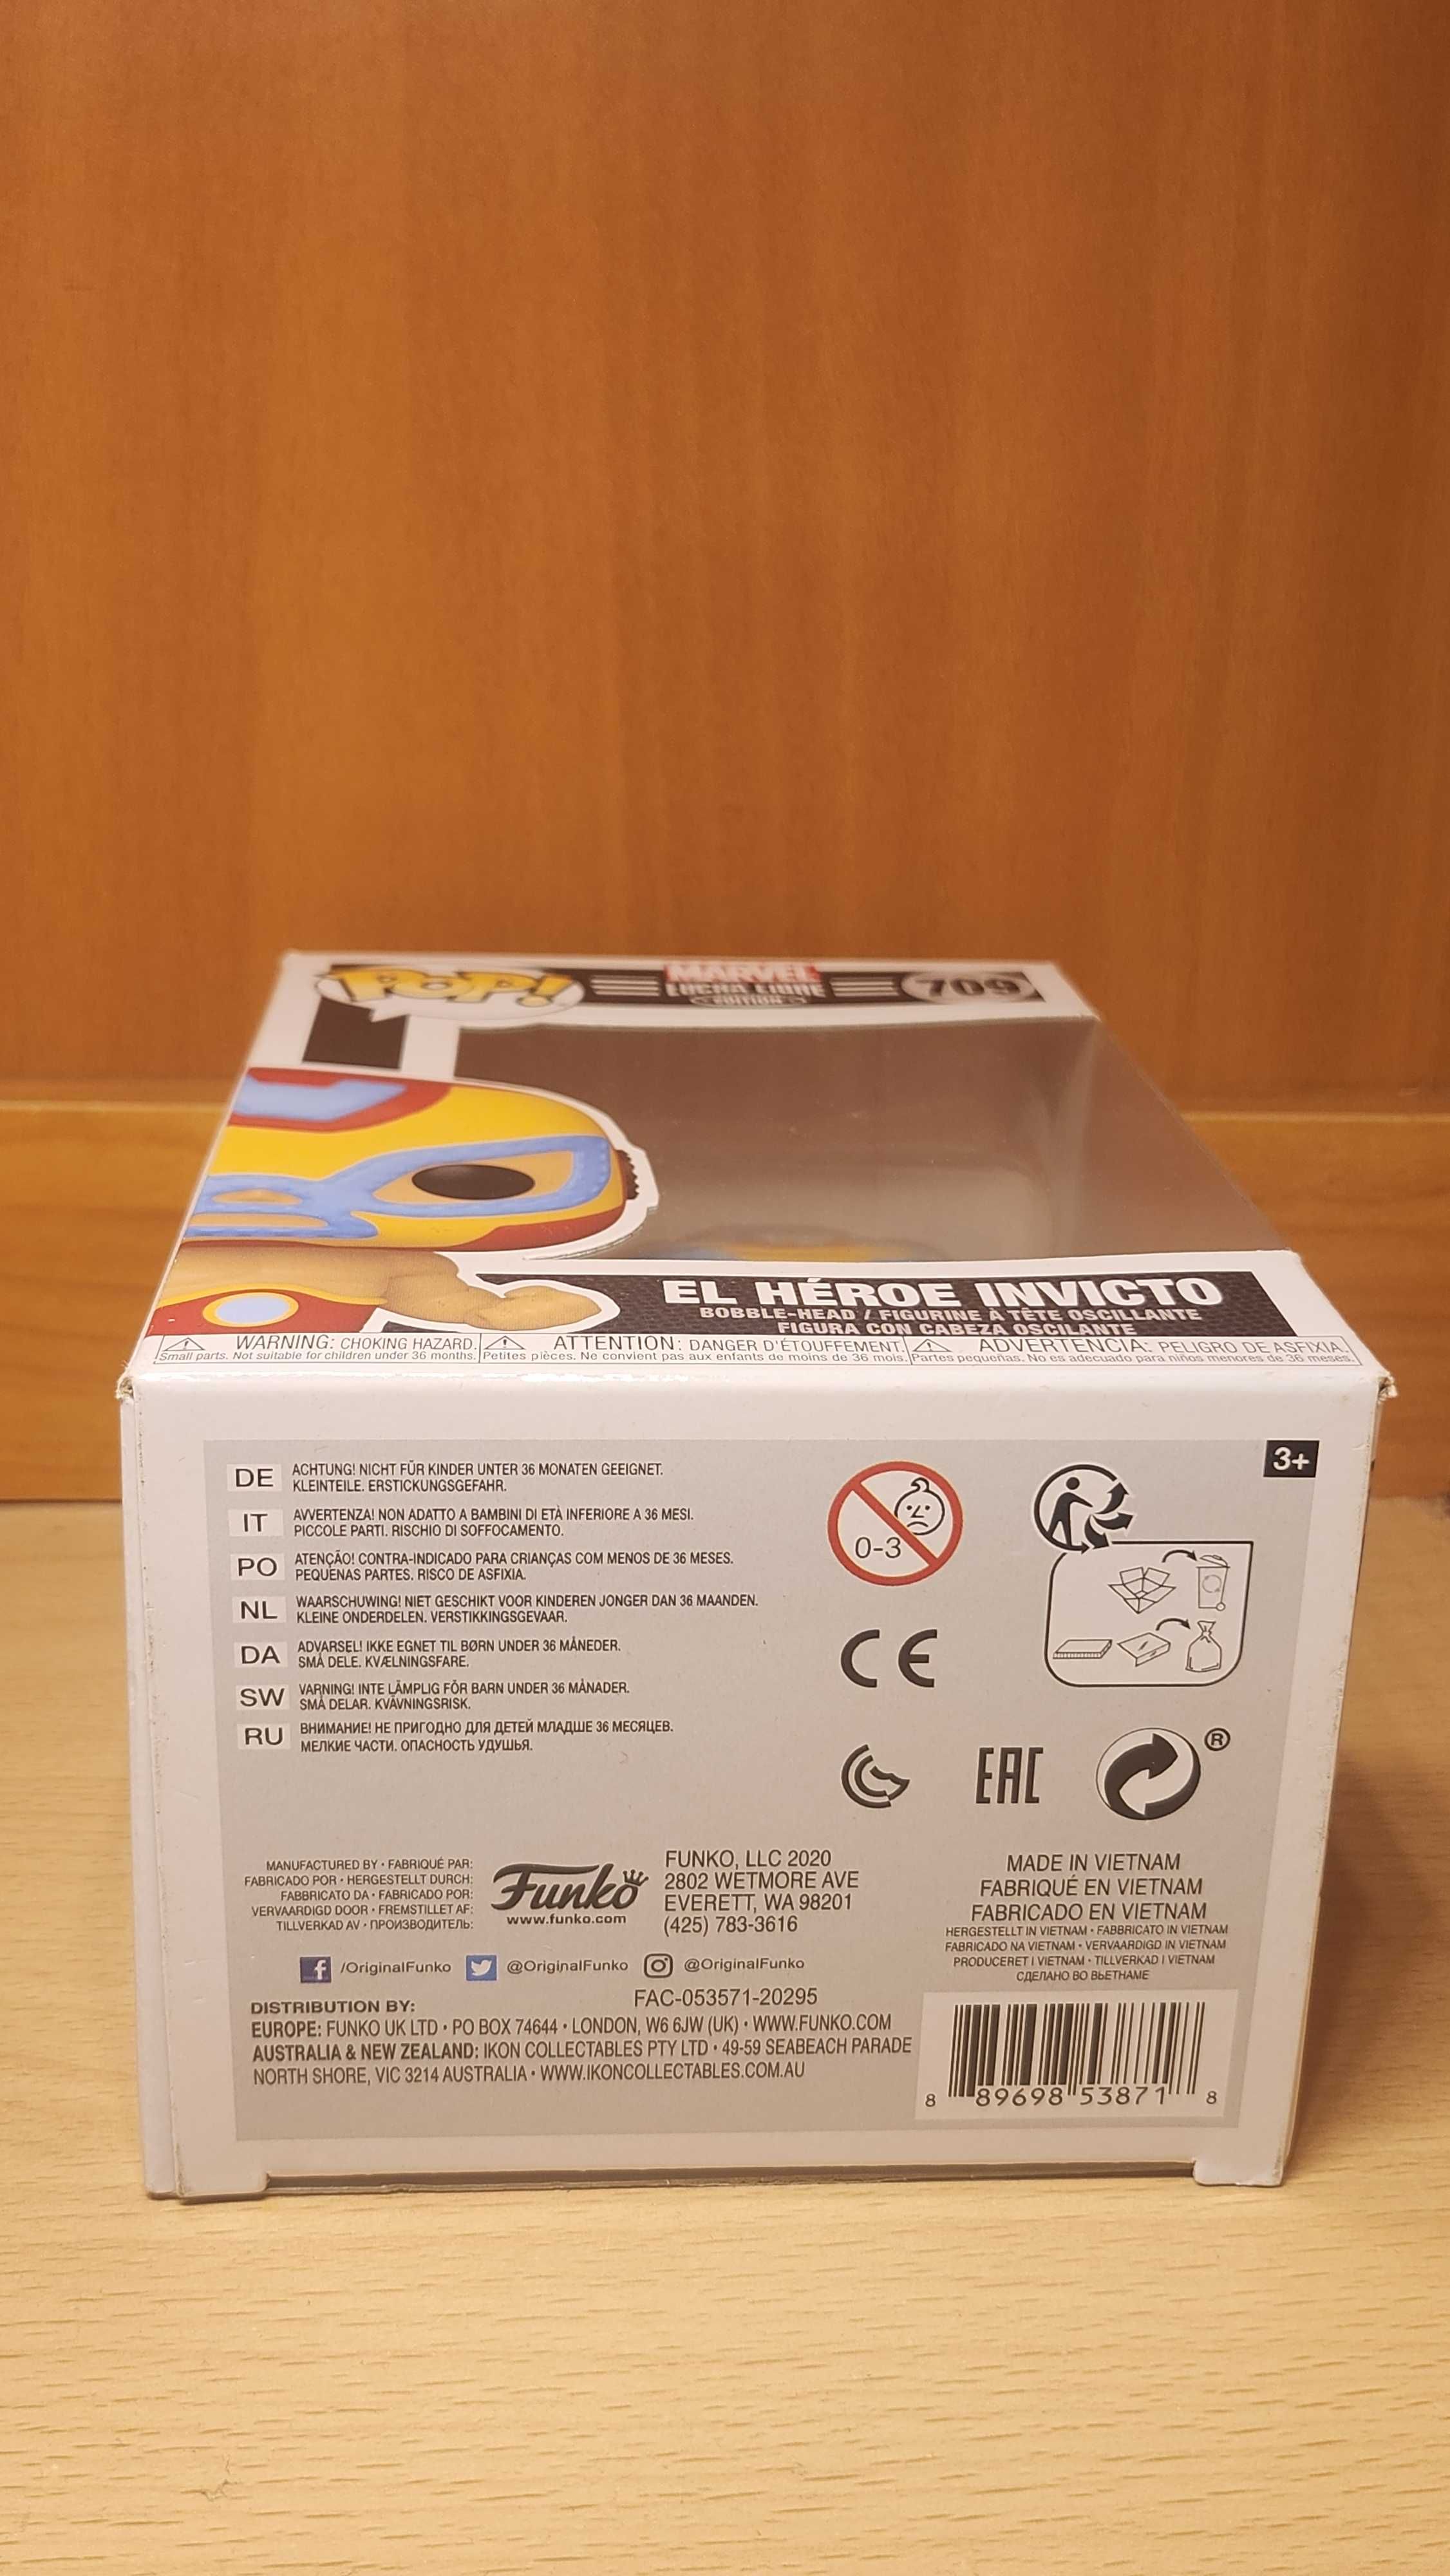 POP!
MARVEL
LUCHA LIBRE
EDITION
709
EL HÉROE INVICTO
BOBBLE-HEAD / FIGURINE À TÊTE OSCILLANTE
FIGURA CON CABEZA OSCILANTE
WARNING: CHOKING HAZARD.
Small parts. Not suitable for children under 36 months.
ATTENTION: DANGER D'ÉTOUFFEMENT.
Petites pièces. Ne convient pas aux enfants de moins de 36 mois.
ADVERTENCIA: PELIGRO DE ASFIXIA.
Partes pequeñas. No es adecuado para niños menores de 36 meses.
3+
DE ACHTUNG! NICHT FÜR KINDER UNTER 36 MONATEN GEEIGNET.
KLEINTEILE. ERSTICKUNGSGEFAHR.
IT AVVERTENZA! NON ADATTO A BAMBINI DI ETÀ INFERIORE A 36 MESI.
PICCOLE PARTI. RISCHIO DI SOFFOCAMENTO.
PO ATENÇÃO! CONTRA-INDICADO PARA CRIANÇAS COM MENOS DE 36 MESES.
PEQUENAS PARTES. RISCO DE ASFIXIA.
NL WAARSCHUWING! NIET GESCHIKT VOOR KINDEREN JONGER DAN 36 MAANDEN.
KLEINE ONDERDELEN. VERSTIKKINGSGEVAAR.
DA ADVARSEL! IKKE EGNET TIL BØRN UNDER 36 MÅNEDER.
SMÅ DELE. KVÆLNINGSFARE.
SW VARNING! INTE LÄMPLIG FÖR BARN UNDER 36 MÅNADER.
SMÅ DELAR. KVÄVNINGSRISK.
RU ВНИМАНИЕ! НЕ ПРИГОДНО ДЛЯ ДЕТЕЙ МЛАДШЕ 36 МЕСЯЦЕВ.
МЕЛКИЕ ЧАСТИ. ОПАСНОСТЬ УДУШЬЯ.
0-3
CE
EAC
®
MANUFACTURED BY • FABRIQUÉ PAR:
FABRICADO POR • HERGESTELLT DURCH:
FABBRICATO DA • FABRICADO POR:
VERVAARDIGD DOOR • FREMSTILLET AF:
TILLVERKAD AV • ПРОИЗВОДИТЕЛЬ:
Funko
www.funko.com
FUNKO, LLC 2020
2802 WETMORE AVE
EVERETT, WA 98201
(425) 783-3616
MADE IN VIETNAM
FABRIQUÉ EN VIETNAM
FABRICADO EN VIETNAM
HERGESTELLT IN VIETNAM • FABBRICATO IN VIETNAM
FABRICADO NA VIETNAM • VERVAARDIGD IN VIETNAM
PRODUCERET I VIETNAM • TILLVERKAD I VIETNAM
СДЕЛАНО ВО ВЬЕТНАМЕ
/OriginalFunko @OriginalFunko @OriginalFunko
FAC-053571-20295
DISTRIBUTION BY:
EUROPE: FUNKO UK LTD • PO BOX 74644 • LONDON, W6 6JW (UK) • WWW.FUNKO.COM
AUSTRALIA & NEW ZEALAND: IKON COLLECTABLES PTY LTD • 49-59 SEABEACH PARADE
NORTH SHORE, VIC 3214 AUSTRALIA • WWW.IKONCOLLECTABLES.COM.AU
8 89698 53871 8